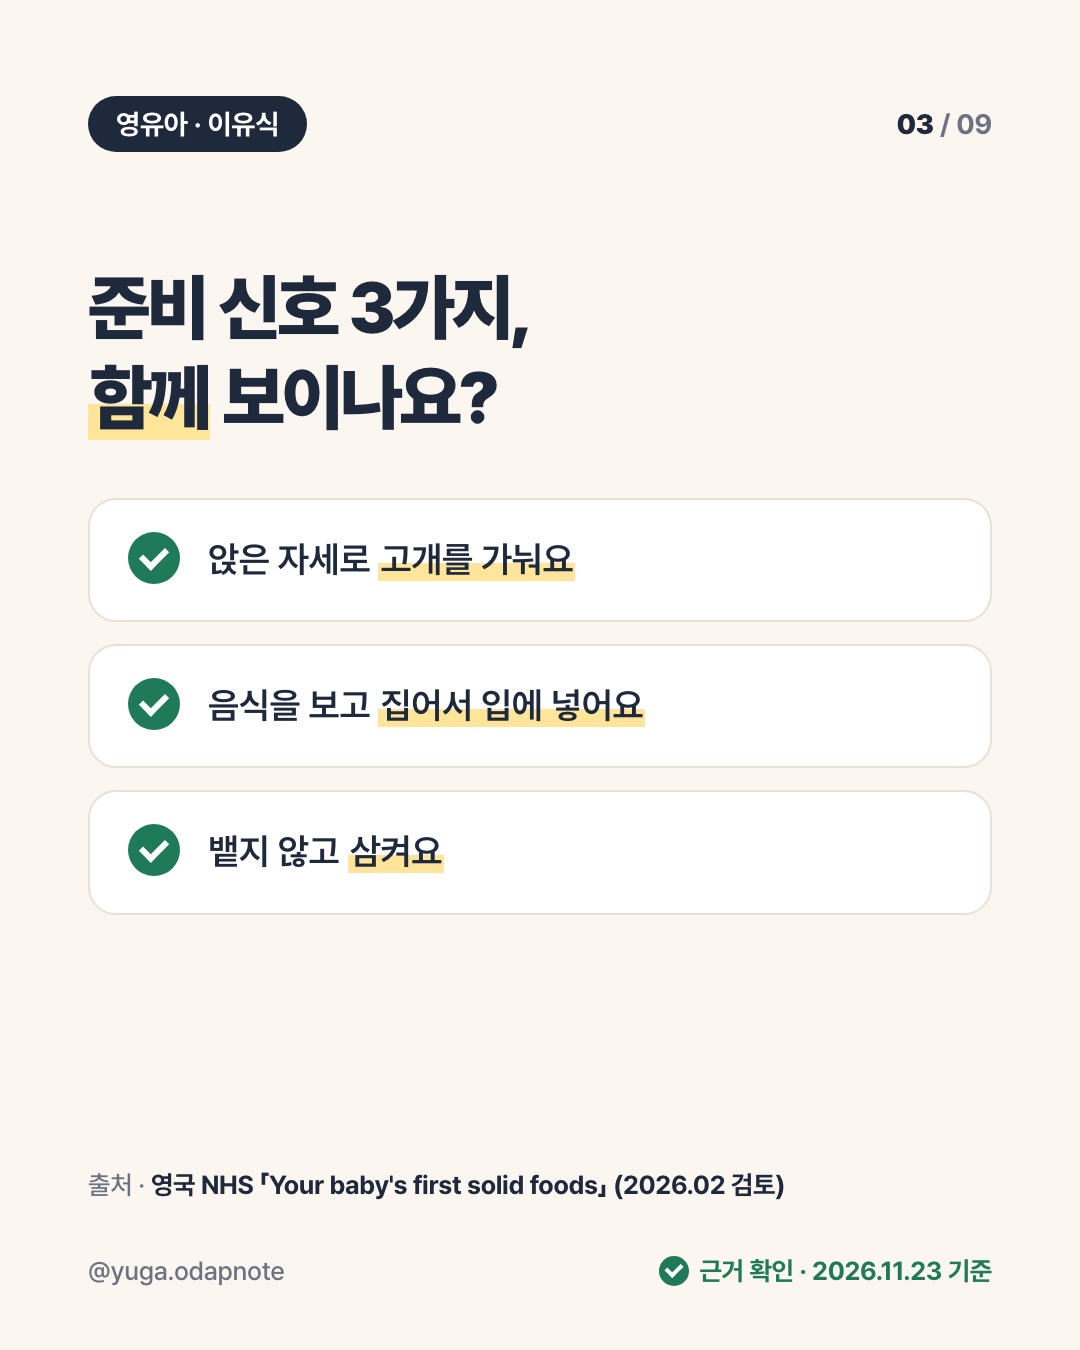 영유아 · 이유식
03 / 09
준비 신호 3가지,
함께 보이나요?
앉은 자세로 고개를 가눠요
음식을 보고 집어서 입에 넣어요
뱉지 않고 삼켜요
출처 · 영국 NHS 「Your baby's first solid foods」 (2026.02 검토)
@yuga.odapnote
근거 확인 · 2026.11.23 기준